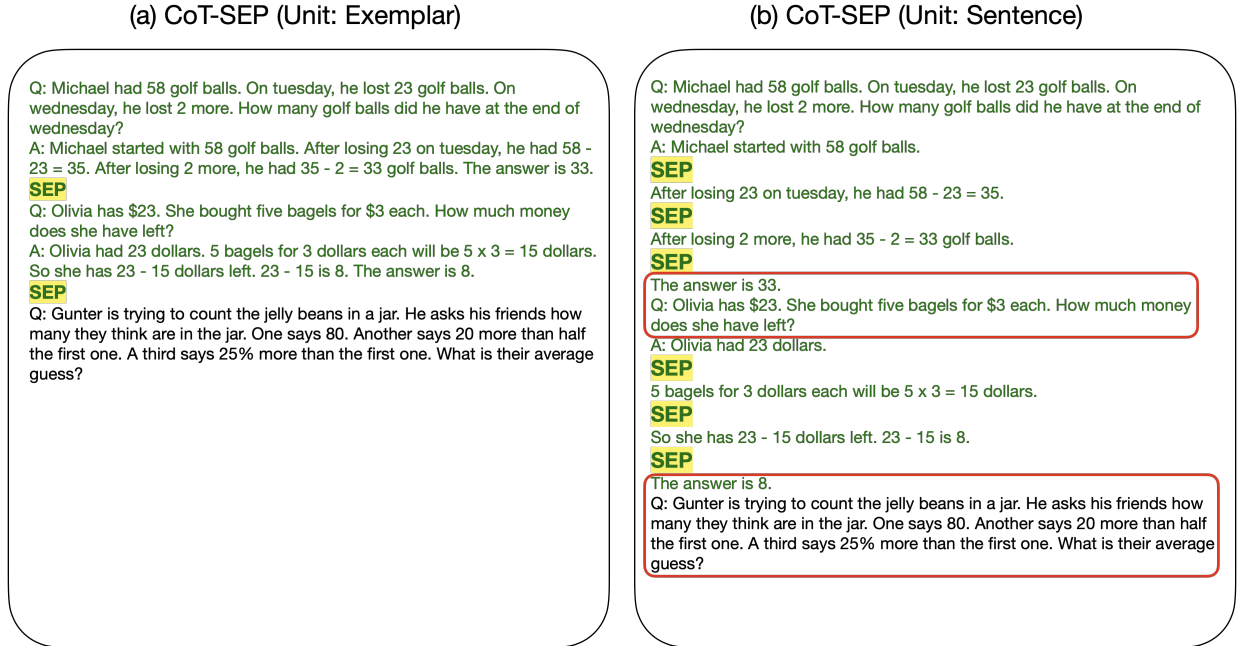 (a) CoT-SEP (Unit: Exemplar)
Q: Michael had 58 golf balls. On tuesday, he lost 23 golf balls. On
wednesday, he lost 2 more. How many golf balls did he have at the end of
wednesday?
A: Michael started with 58 golf balls. After losing 23 on tuesday, he had 58 -
23 = 35. After losing 2 more, he had 35 - 2 = 33 golf balls. The answer is 33.
SEP
Q: Olivia has $23. She bought five bagels for $3 each. How much money
does she have left?
A: Olivia had 23 dollars. 5 bagels for 3 dollars each will be 5 x 3 = 15 dollars.
So she has 23 - 15 dollars left. 23 - 15 is 8. The answer is 8.
SEP
Q: Gunter is trying to count the jelly beans in a jar. He asks his friends how
many they think are in the jar. One says 80. Another says 20 more than half
the first one. A third says 25% more than the first one. What is their average
guess?
(b) CoT-SEP (Unit: Sentence)
Q: Michael had 58 golf balls. On tuesday, he lost 23 golf balls. On
wednesday, he lost 2 more. How many golf balls did he have at the end of
wednesday?
A: Michael started with 58 golf balls.
SEP
After losing 23 on tuesday, he had 58 - 23 = 35.
SEP
After losing 2 more, he had 35 - 2 = 33 golf balls.
SEP
The answer is 33.
Q: Olivia has $23. She bought five bagels for $3 each. How much money
does she have left?
A: Olivia had 23 dollars.
SEP
5 bagels for 3 dollars each will be 5 x 3 = 15 dollars.
SEP
So she has 23 - 15 dollars left. 23 - 15 is 8.
SEP
The answer is 8.
Q: Gunter is trying to count the jelly beans in a jar. He asks his friends how
many they think are in the jar. One says 80. Another says 20 more than half
the first one. A third says 25% more than the first one. What is their average
guess?